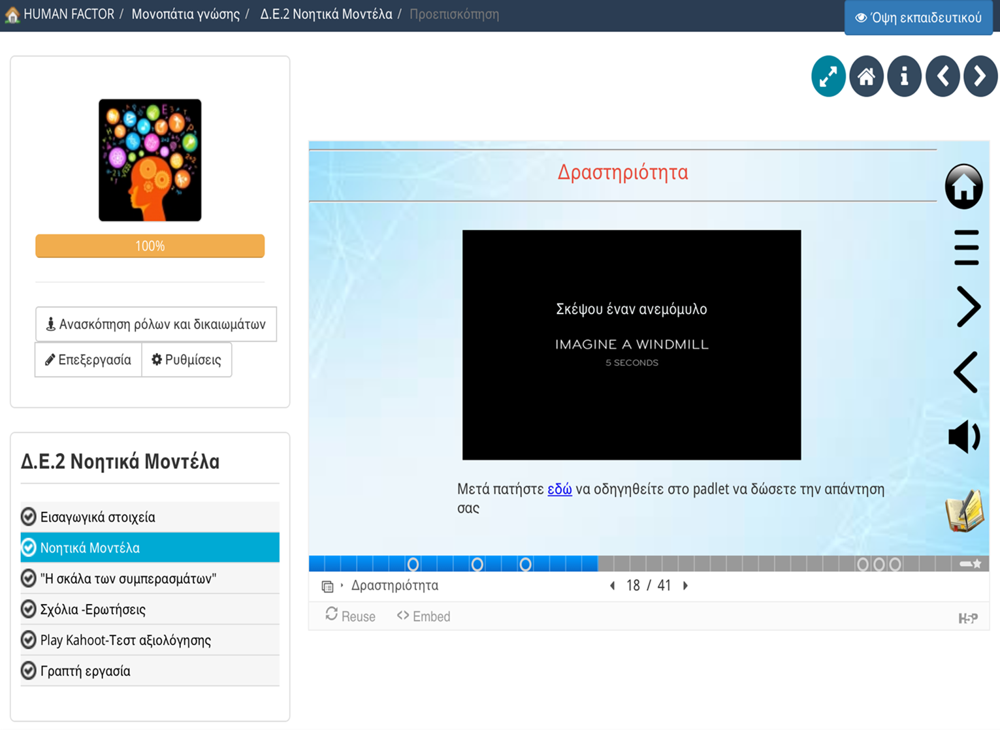 HUMAN FACTOR / Μονοπάτια γνώσης / Δ.Ε.2 Νοητικά Μοντέλα / Προεπισκόπηση
Όψη εκπαιδευτικού
100%
Ανασκόπηση ρόλων και δικαιωμάτων
Επεξεργασία
Ρυθμίσεις
Δ.Ε.2 Νοητικά Μοντέλα
Εισαγωγικά στοιχεία
Νοητικά Μοντέλα
"Η σκάλα των συμπερασμάτων"
Σχόλια -Ερωτήσεις
Play Kahoot-Τεστ αξιολόγησης
Γραπτή εργασία
Δραστηριότητα
Σκέψου έναν ανεμόμυλο
IMAGINE A WINDMILL
5 SECONDS
Μετά πατήστε εδώ να οδηγηθείτε στο padlet να δώσετε την απάντηση
σας
Δραστηριότητα
18 / 41
Reuse
<> Embed
H5P